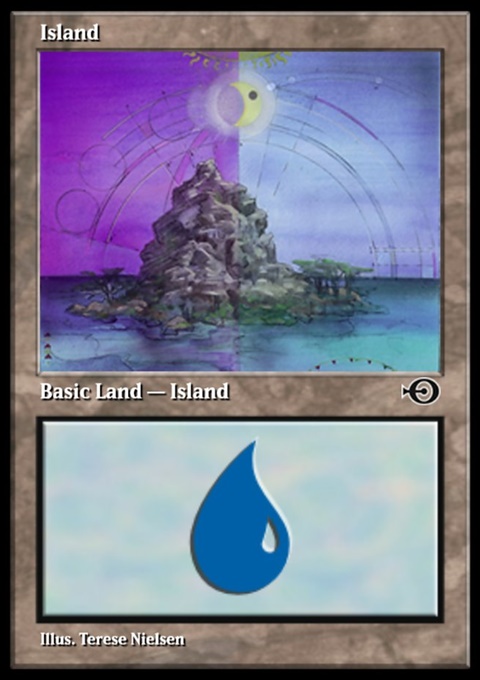 Island
Basic Land — Island
Illus. Terese Nielsen